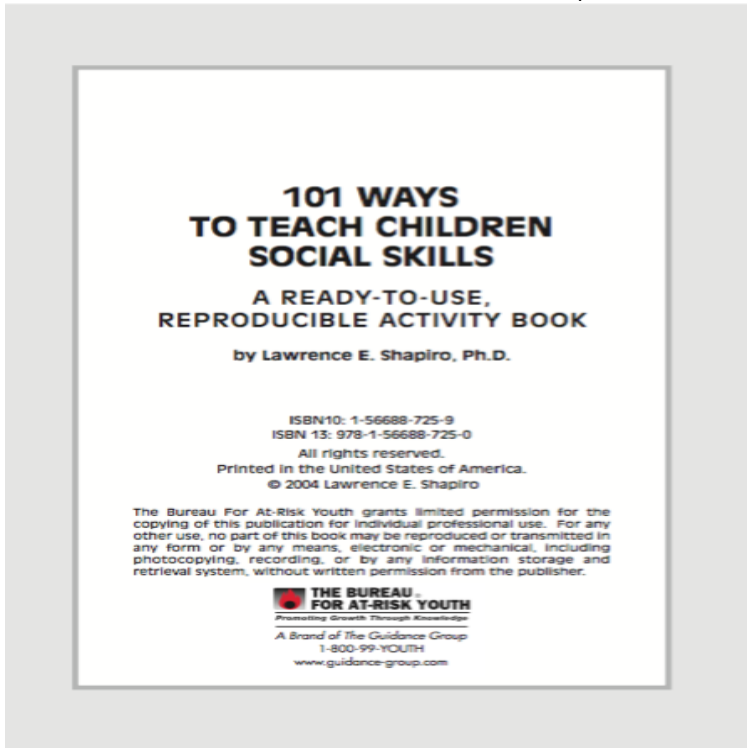 101 WAYS
TO TEACH CHILDREN
SOCIAL SKILLS
A READY-TO-USE,
REPRODUCIBLE ACTIVITY BOOK
by Lawrence E. Shapiro, Ph.D.
ISBN10: 1-56688-725-9
ISBN 13: 978-1-56688-725-0
All rights reserved.
Printed in the United States of America.
© 2004 Lawrence E. Shapiro
The Bureau For At-Risk Youth grants limited permission for the
copying of this publication for individual professional use. For any
other use, no part of this book may be reproduced or transmitted in
any form or by any means, electronic or mechanical, including
photocopying, recording, or by any information storage and
retrieval system, without written permission from the publisher.
THE BUREAU
FOR AT-RISK YOUTH
Promoting Growth Through Knowledge
A Brand of The Guidance Group
1-800-99-YOUTH
www.guidance-group.com